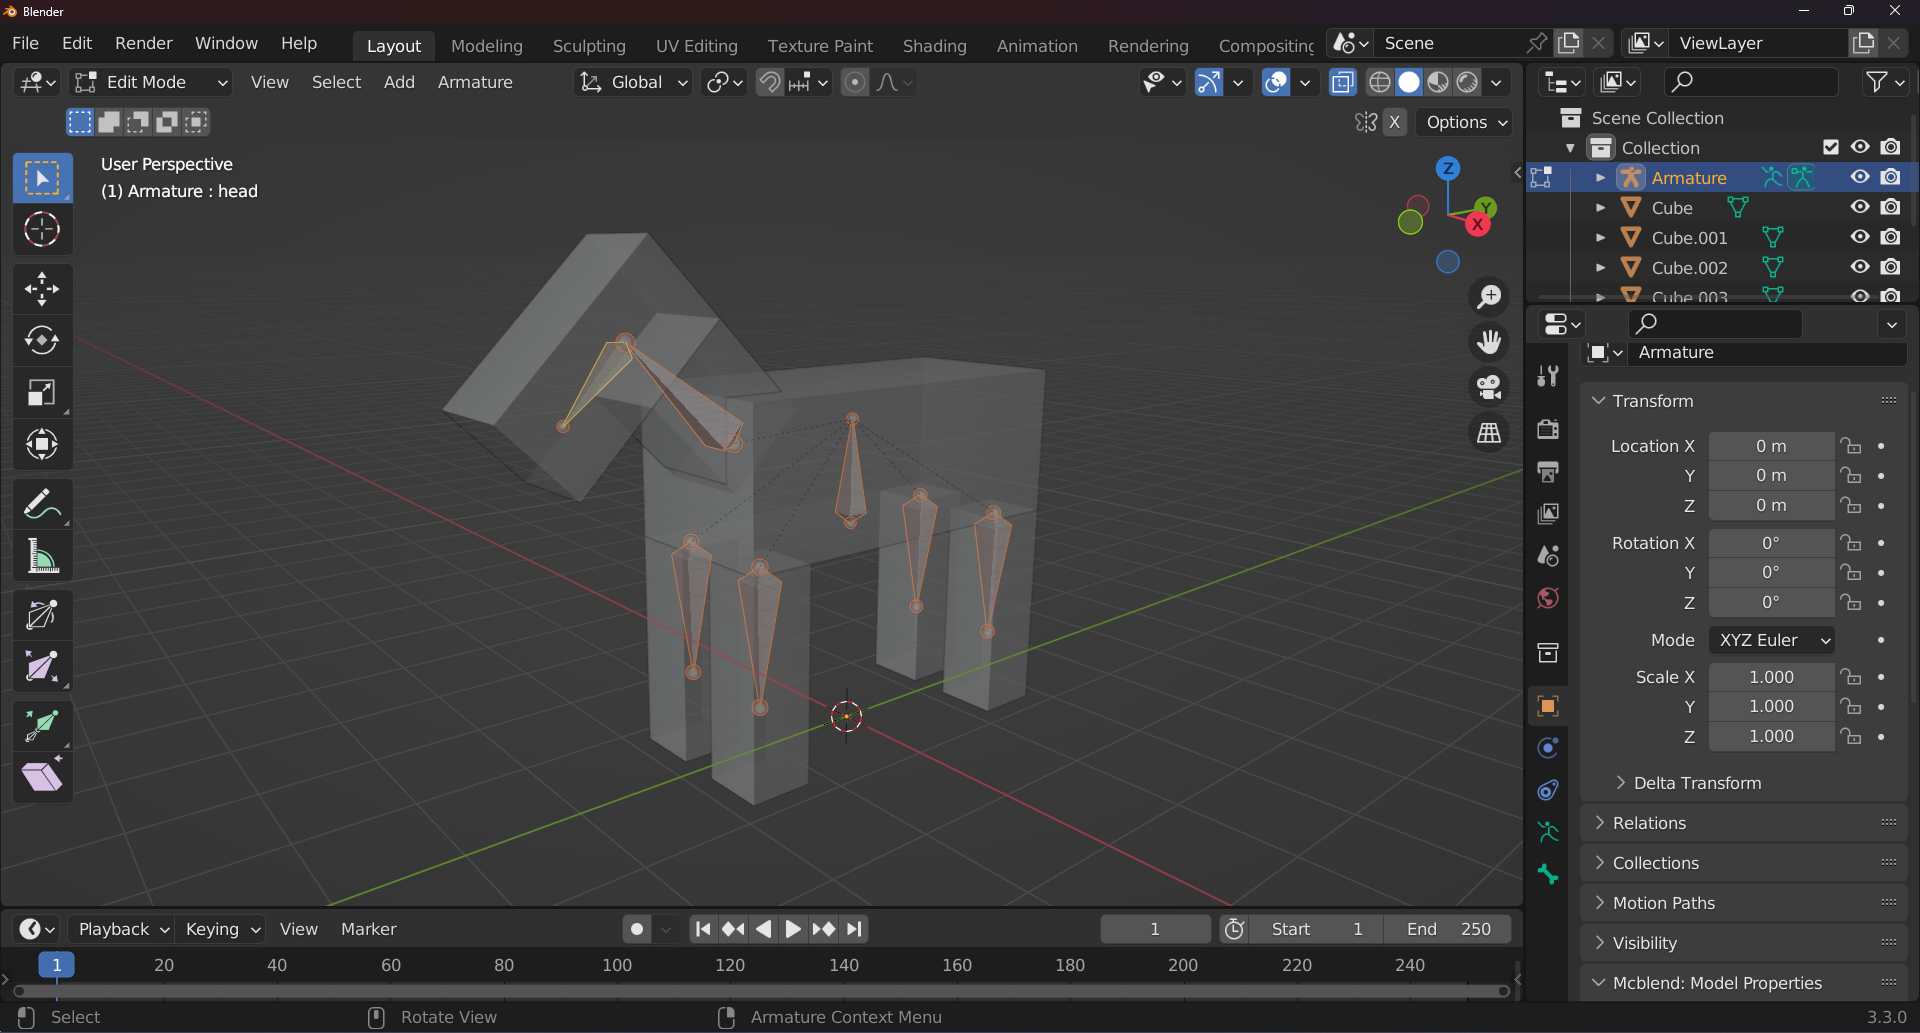 Blender
File Edit Render Window Help Layout Modeling Sculpting UV Editing Texture Paint Shading Animation Rendering Compositing Scene ViewLayer
Edit Mode View Select Add Armature Global
X Options
User Perspective
(1) Armature : head
Z
Y
X
Scene Collection
Collection
Armature
Cube
Cube.001
Cube.002
Cube.003
Armature
Transform
Location X 0 m
Y 0 m
Z 0 m
Rotation X 0°
Y 0°
Z 0°
Mode XYZ Euler
Scale X 1.000
Y 1.000
Z 1.000
Delta Transform
Relations
Collections
Motion Paths
Visibility
Mcblend: Model Properties
Playback Keying View Marker 1 Start 1 End 250
1 20 40 60 80 100 120 140 160 180 200 220 240
Select Rotate View Armature Context Menu 3.3.0